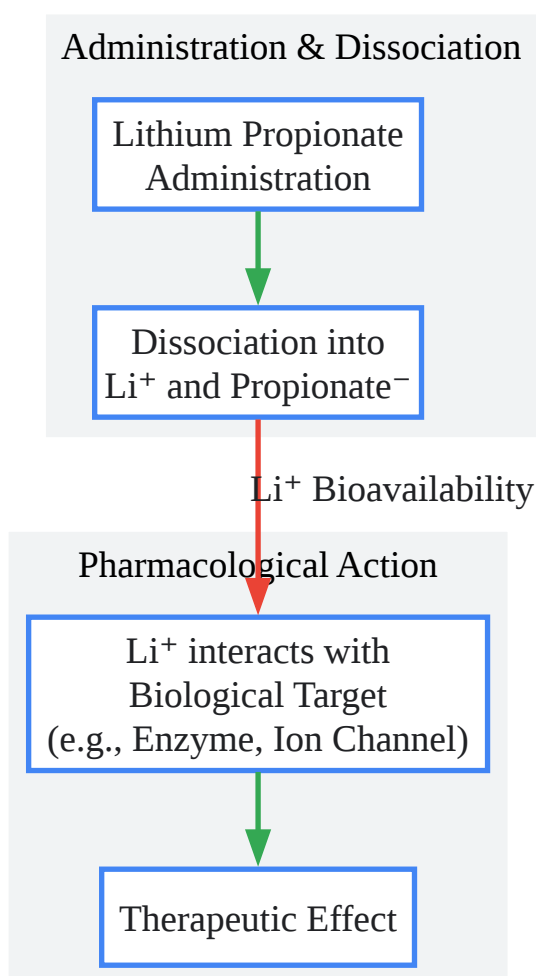 Administration & Dissociation
Lithium Propionate
Administration
Dissociation into
Li⁺ and Propionate⁻
Li⁺ Bioavailability
Pharmacological Action
Li⁺ interacts with
Biological Target
(e.g., Enzyme, Ion Channel)
Therapeutic Effect